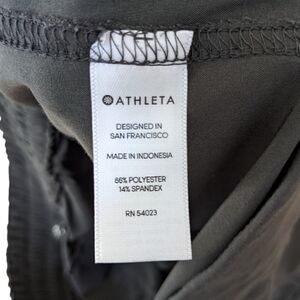 ATHLETA
DESIGNED IN
SAN FRANCISCO
MADE IN INDONESIA
86% POLYESTER
14% SPANDEX
RN 54023